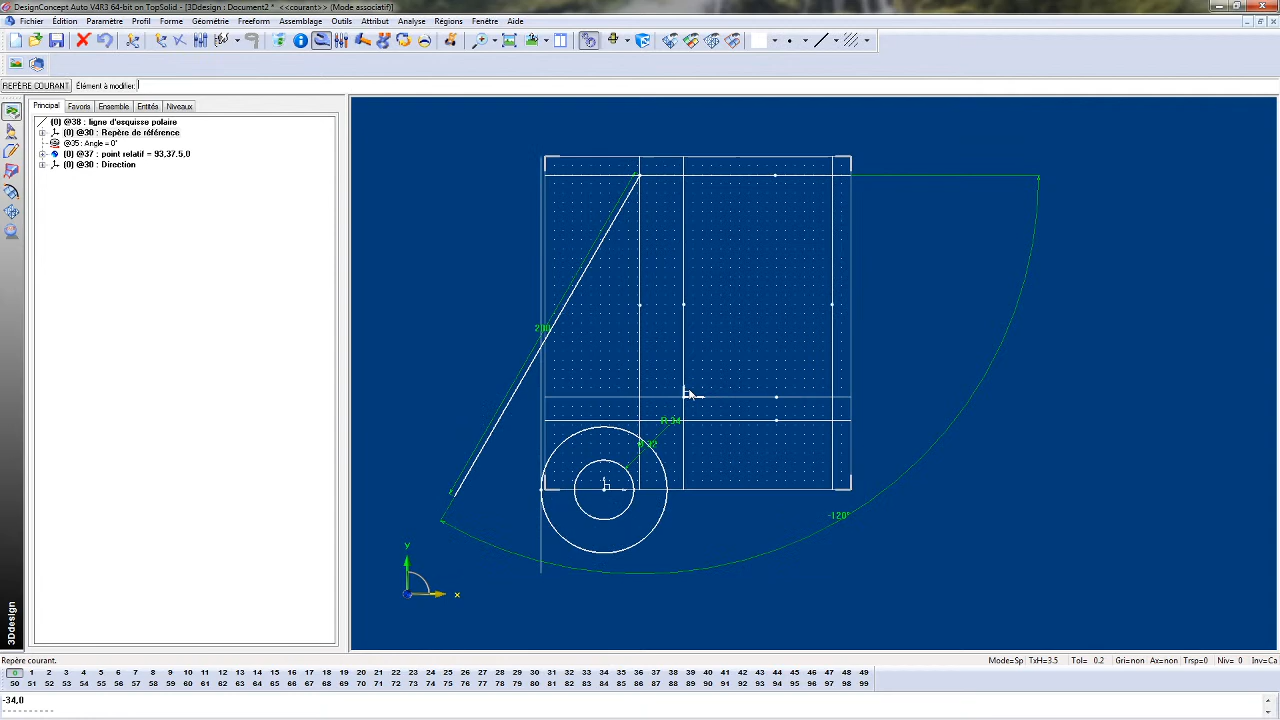 DesignConcept Auto V4R3 64-bit on TopSolid - [3Ddesign : Document2 * <<courant>> (Mode associatif)]
Fichier Édition Paramètre Profil Forme Géométrie Freeform Assemblage Outils Attribut Analyse Régions Fenêtre Aide
REPÈRE COURANT Élément à modifier:
Principal Favoris Ensemble Entités Niveaux
(0) @38 : ligne d'esquisse polaire
(0) @30 : Repère de référence
@35: Angle = 0°
(0) @37 : point relatif = 93,37.5,0
(0) @30 : Direction
200
R 34
-120°
Y
X
3Ddesign
Repère courant.
Mode=Sp TxH=3.5 Tol= 0.2 Gri=non Ax=non Trsp=0 Niv= 0 Inv=Ca
0 1 2 3 4 5 6 7 8 9 10 11 12 13 14 15 16 17 18 19 20 21 22 23 24 25 26 27 28 29 30 31 32 33 34 35 36 37 38 39 40 41 42 43 44 45 46 47 48 49
50 51 52 53 54 55 56 57 58 59 60 61 62 63 64 65 66 67 68 69 70 71 72 73 74 75 76 77 78 79 80 81 82 83 84 85 86 87 88 89 90 91 92 93 94 95 96 97 98 99
-34,0